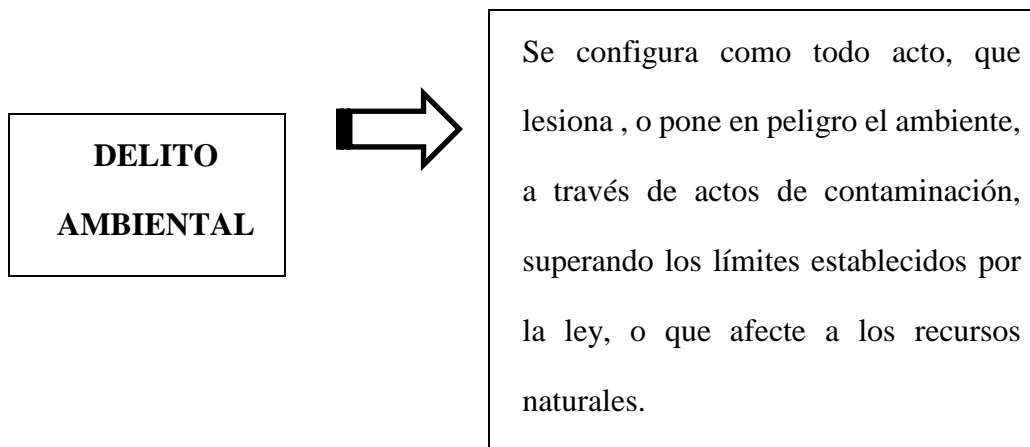 DELITO
AMBIENTAL
Se configura como todo acto, que
lesiona , o pone en peligro el ambiente,
a través de actos de contaminación,
superando los límites establecidos por
la ley, o que afecte a los recursos
naturales.